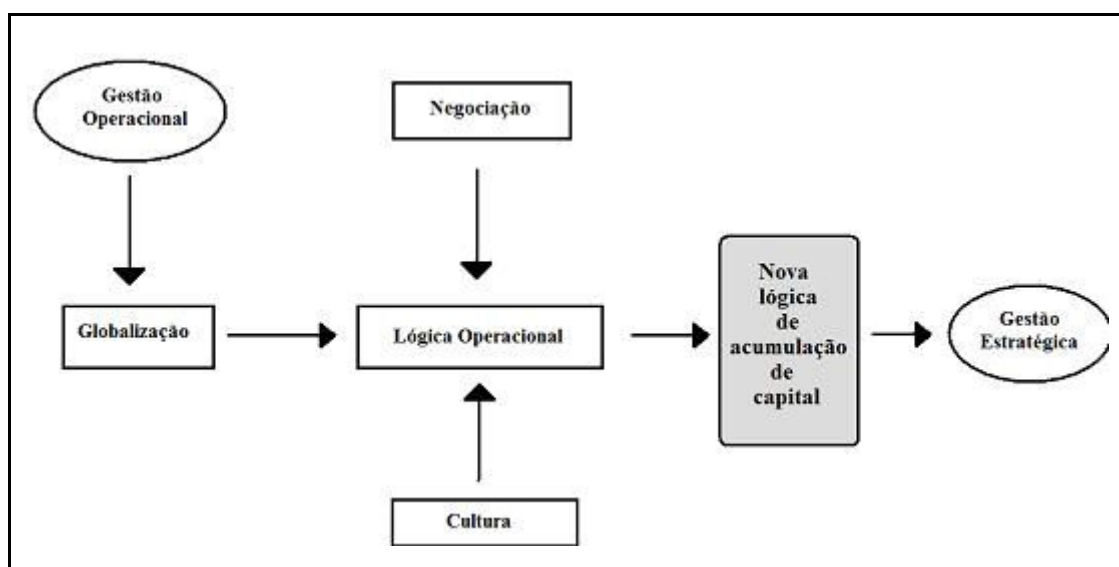 Gestão
Operacional
Negociação
Globalização
Lógica Operacional
Nova
lógica
de
acumulação
de
capital
Gestão
Estratégica
Cultura